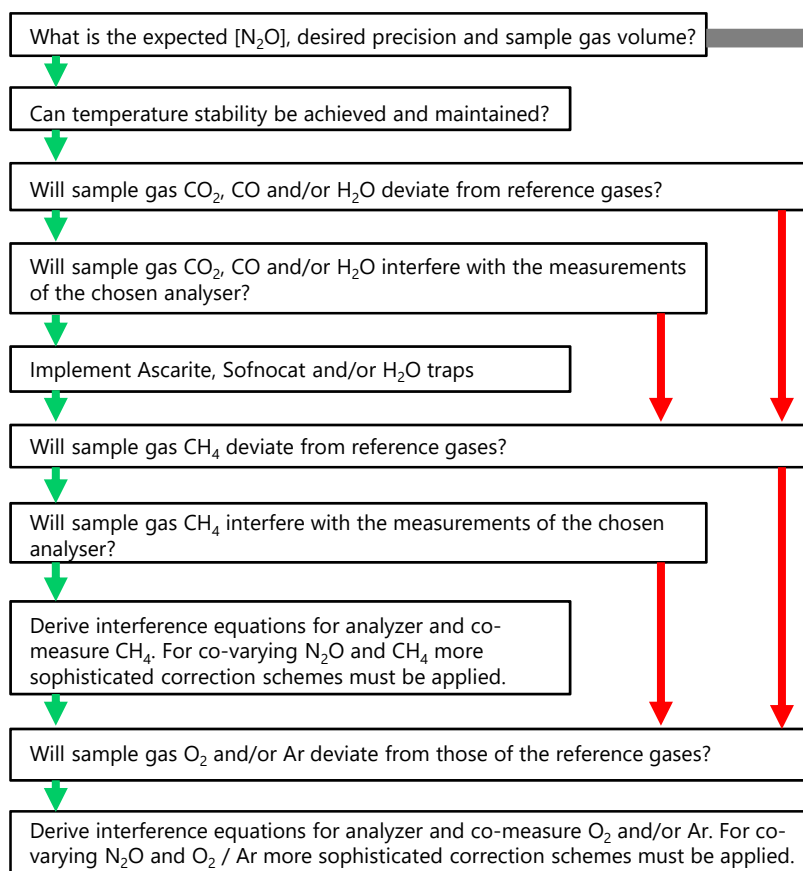 What is the expected [N₂O], desired precision and sample gas volume?
Can temperature stability be achieved and maintained?
Will sample gas CO₂, CO and/or H₂O deviate from reference gases?
Will sample gas CO₂, CO and/or H₂O interfere with the measurements
of the chosen analyser?
Implement Ascarite, Sofnocat and/or H₂O traps
Will sample gas CH₄ deviate from reference gases?
Will sample gas CH₄ interfere with the measurements of the chosen
analyser?
Derive interference equations for analyzer and co-
measure CH₄. For co-varying N₂O and CH₄ more
sophisticated correction schemes must be applied.
Will sample gas O₂ and/or Ar deviate from those of the reference gases?
Derive interference equations for analyzer and co-measure O₂ and/or Ar. For co-
varying N₂O and O₂ / Ar more sophisticated correction schemes must be applied.